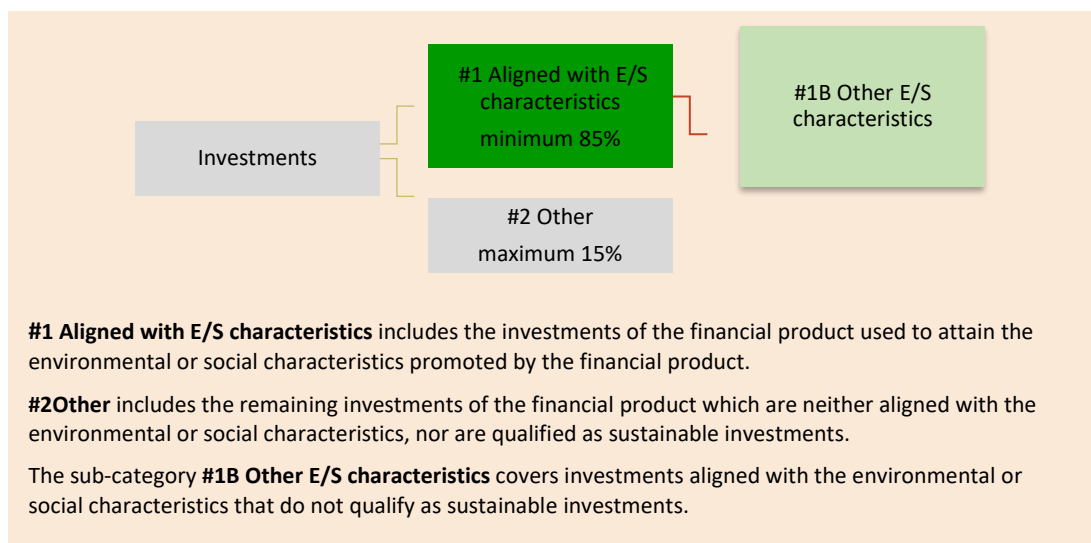 #1 Aligned with E/S
characteristics
minimum 85%
#1B Other E/S
characteristics
Investments
#2 Other
maximum 15%
#1 Aligned with E/S characteristics includes the investments of the financial product used to attain the
environmental or social characteristics promoted by the financial product.
#2Other includes the remaining investments of the financial product which are neither aligned with the
environmental or social characteristics, nor are qualified as sustainable investments.
The sub-category #1B Other E/S characteristics covers investments aligned with the environmental or
social characteristics that do not qualify as sustainable investments.